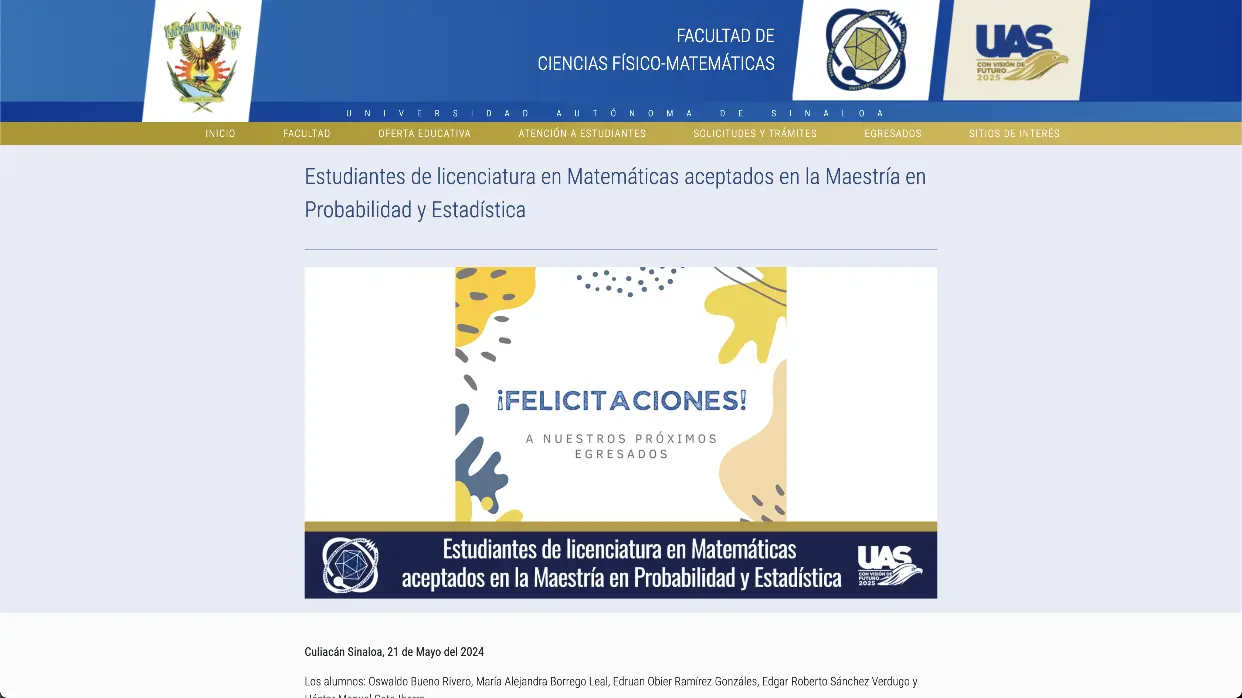 FACULTAD DE
CIENCIAS FÍSICO-MATEMÁTICAS
UAS
CON VISIÓN DE
FUTURO
2025
UNIVERSIDAD AUTÓNOMA DE SINALOA
INICIO FACULTAD OFERTA EDUCATIVA ATENCIÓN A ESTUDIANTES SOLICITUDES Y TRÁMITES EGRESADOS SITIOS DE INTERÉS
Estudiantes de licenciatura en Matemáticas aceptados en la Maestría en
Probabilidad y Estadística
¡FELICITACIONES!
A NUESTROS PRÓXIMOS
EGRESADOS
Estudiantes de licenciatura en Matemáticas
aceptados en la Maestría en Probabilidad y Estadística
UAS
CON VISIÓN DE
FUTURO
2025
Culiacán Sinaloa, 21 de Mayo del 2024
Los alumnos: Oswaldo Bueno Rivero, María Alejandra Borrego Leal, Edruan Obier Ramírez Gonzáles, Edgar Roberto Sánchez Verdugo y